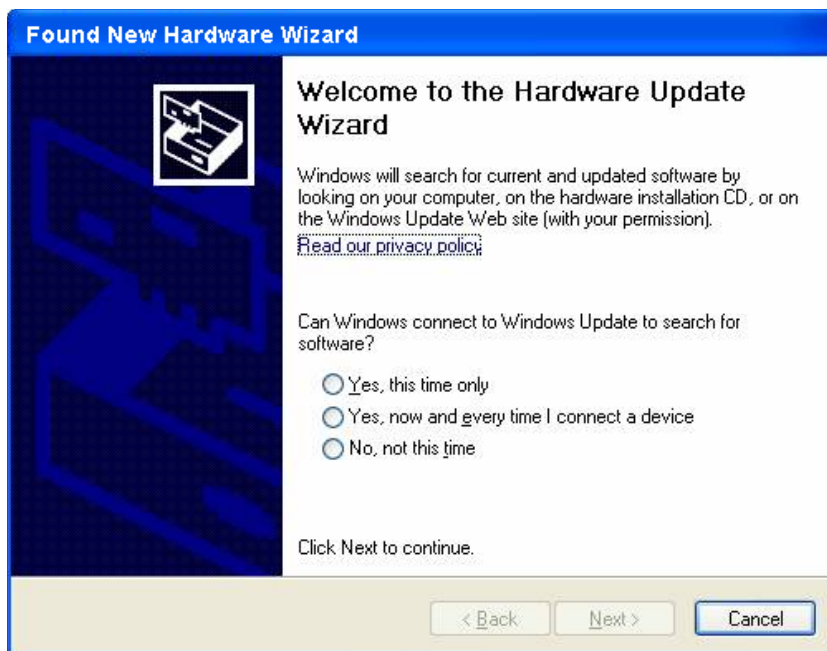 Found New Hardware Wizard
Welcome to the Hardware Update
Wizard
Windows will search for current and updated software by
looking on your computer, on the hardware installation CD, or on
the Windows Update Web site (with your permission).
Read our privacy policy
Can Windows connect to Windows Update to search for
software?
Yes, this time only
Yes, now and every time I connect a device
No, not this time
Click Next to continue.
< Back Next > Cancel